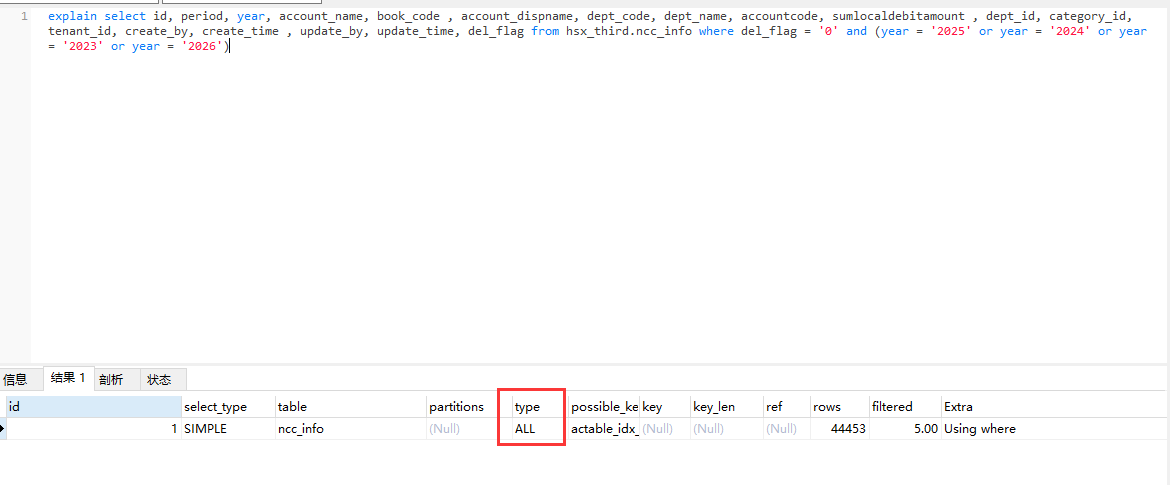 1 explain select id, period, year, account_name, book_code , account_dispname, dept_code, dept_name, accountcode, sumlocaldebitamount , dept_id, category_id,
tenant_id, create_by, create_time , update_by, update_time, del_flag from hsx_third.ncc_info where del_flag = '0' and (year = '2025' or year = '2024' or year
= '2023' or year = '2026')
信息 结果 1 剖析 状态
id select_type table partitions type possible_ke key key_len ref rows filtered Extra
1 SIMPLE ncc_info (Null) ALL actable_idx_ (Null) (Null) (Null) 44453 5.00 Using where